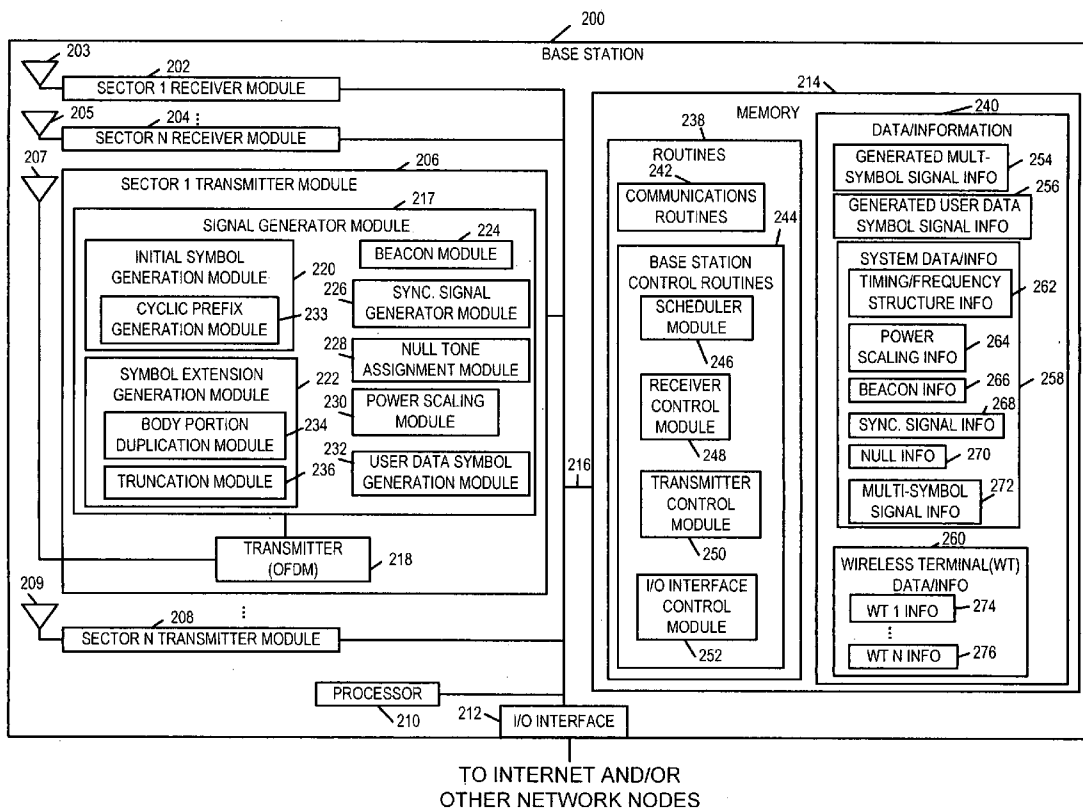 200
BASE STATION
203
202
SECTOR 1 RECEIVER MODULE
205
204
SECTOR N RECEIVER MODULE
207
206
SECTOR 1 TRANSMITTER MODULE
217
SIGNAL GENERATOR MODULE
INITIAL SYMBOL
GENERATION MODULE
220
CYCLIC PREFIX
GENERATION MODULE
233
SYMBOL EXTENSION
GENERATION MODULE
222
BODY PORTION
DUPLICATION MODULE
234
TRUNCATION MODULE
236
224
BEACON MODULE
226
SYNC. SIGNAL
GENERATOR MODULE
228
NULL TONE
ASSIGNMENT MODULE
230
POWER SCALING
MODULE
232
USER DATA SYMBOL
GENERATION MODULE
TRANSMITTER
(OFDM)
218
209
208
SECTOR N TRANSMITTER MODULE
PROCESSOR
210
212
I/O INTERFACE
216
214
MEMORY
238
ROUTINES
242
COMMUNICATIONS
ROUTINES
244
BASE STATION
CONTROL ROUTINES
SCHEDULER
MODULE
246
RECEIVER
CONTROL
MODULE
248
TRANSMITTER
CONTROL
MODULE
250
I/O INTERFACE
CONTROL
MODULE
252
240
DATA/INFORMATION
GENERATED MULTI-
SYMBOL SIGNAL INFO
254
256
GENERATED USER DATA
SYMBOL SIGNAL INFO
SYSTEM DATA/INFO
TIMING/FREQUENCY
STRUCTURE INFO
262
POWER
SCALING INFO
264
BEACON INFO
266
258
268
SYNC. SIGNAL INFO
NULL INFO
270
MULTI-SYMBOL
SIGNAL INFO
272
260
WIRELESS TERMINAL(WT)
DATA/INFO
WT 1 INFO
274
WT N INFO
276
TO INTERNET AND/OR
OTHER NETWORK NODES